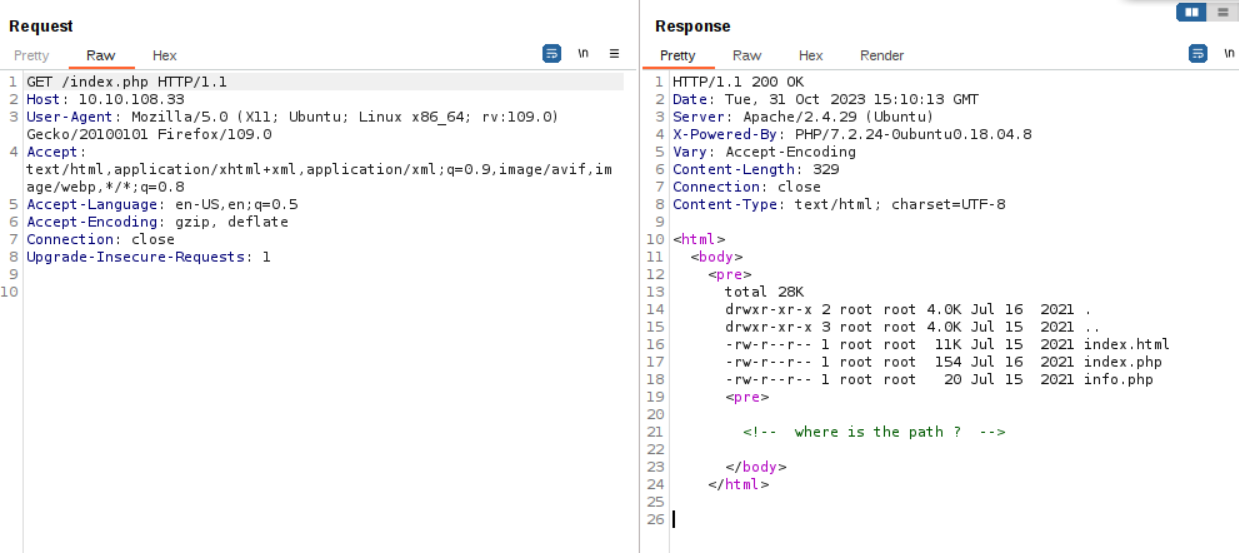 Request
Pretty Raw Hex \n
1 GET /index.php HTTP/1.1
2 Host: 10.10.108.33
3 User-Agent: Mozilla/5.0 (X11; Ubuntu; Linux x86_64; rv:109.0)
Gecko/20100101 Firefox/109.0
4 Accept:
text/html,application/xhtml+xml,application/xml;q=0.9,image/avif,im
age/webp,*/*;q=0.8
5 Accept-Language: en-US,en;q=0.5
6 Accept-Encoding: gzip, deflate
7 Connection: close
8 Upgrade-Insecure-Requests: 1
9
10
Response
Pretty Raw Hex Render \n
1 HTTP/1.1 200 OK
2 Date: Tue, 31 Oct 2023 15:10:13 GMT
3 Server: Apache/2.4.29 (Ubuntu)
4 X-Powered-By: PHP/7.2.24-0ubuntu0.18.04.8
5 Vary: Accept-Encoding
6 Content-Length: 329
7 Connection: close
8 Content-Type: text/html; charset=UTF-8
9
10 <html>
11 <body>
12 <pre>
13 total 28K
14 drwxr-xr-x 2 root root 4.0K Jul 16  2021 .
15 drwxr-xr-x 3 root root 4.0K Jul 15  2021 ..
16 -rw-r--r-- 1 root root  11K Jul 15  2021 index.html
17 -rw-r--r-- 1 root root  154 Jul 16  2021 index.php
18 -rw-r--r-- 1 root root   20 Jul 15  2021 info.php
19 <pre>
20
21 <!--  where is the path ?  -->
22
23 </body>
24 </html>
25
26